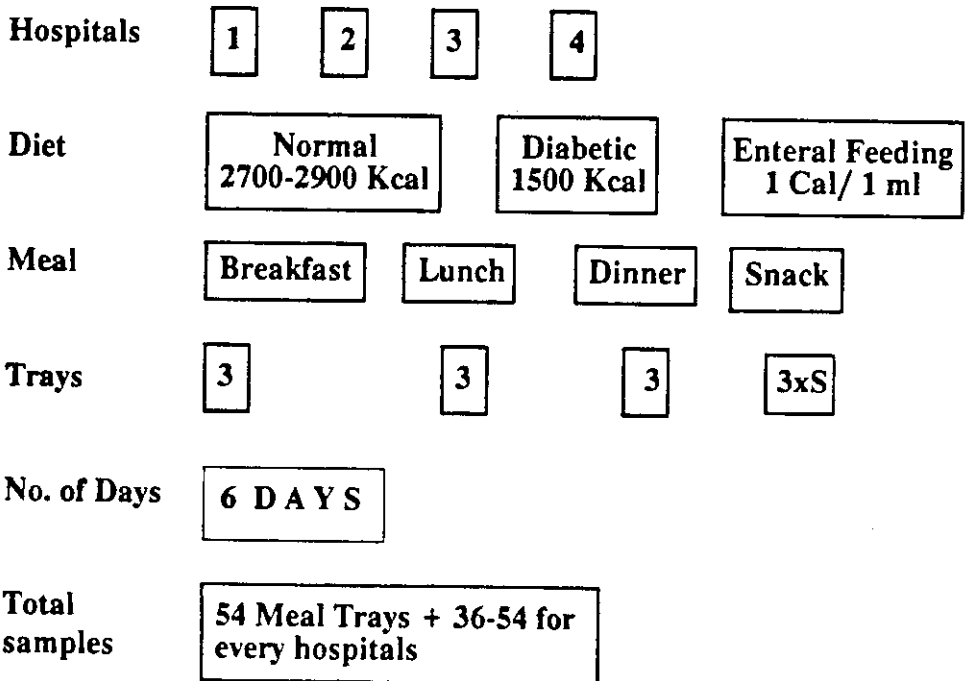 Hospitals 1 2 3 4
Diet Normal Diabetic Enteral Feeding
2700-2900 Kcal 1500 Kcal 1 Cal/ 1 ml
Meal Breakfast Lunch Dinner Snack
Trays 3 3 3 3xS
No. of Days 6 D A Y S
Total
samples
54 Meal Trays + 36-54 for
every hospitals